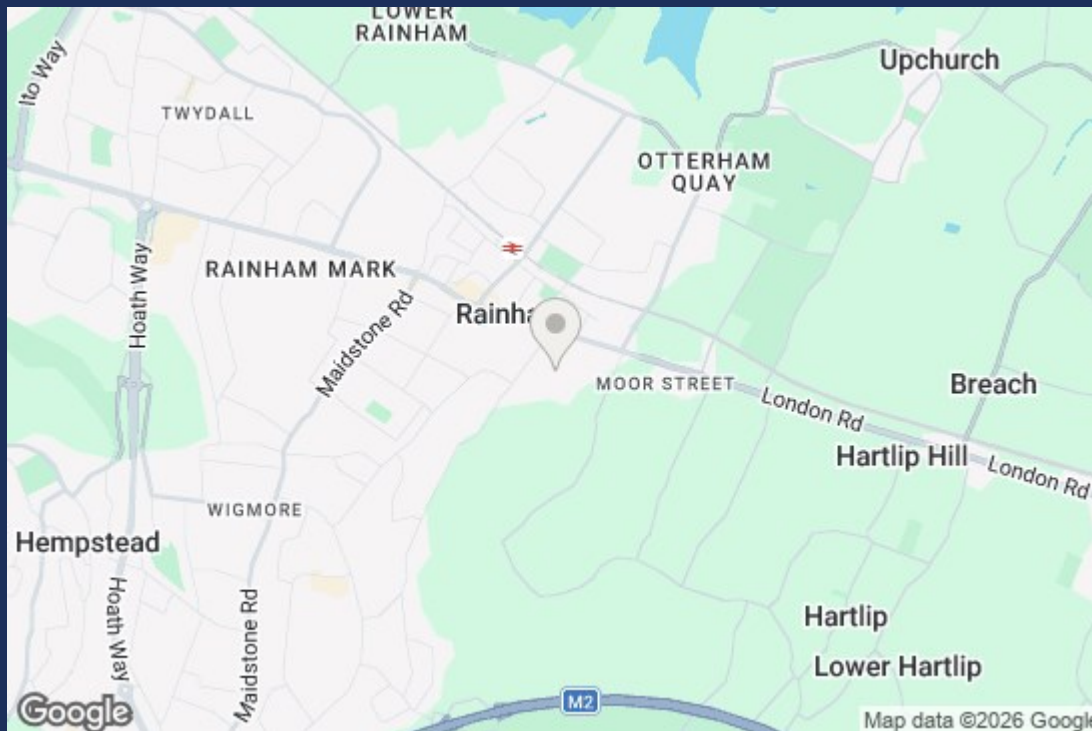 LOWER
RAINHAM
Upchurch
Ito Way
TWYDALL
OTTERHAM
QUAY
RAINHAM MARK
Hoath Way
Maidstone Rd
Rainha
MOOR STREET
Breach
London Rd
Hartlip Hill
London Rd
WIGMORE
Hempstead
Hoath Way
Maidstone Rd
Hartlip
Lower Hartlip
M2
Google
Map data ©2026 Google